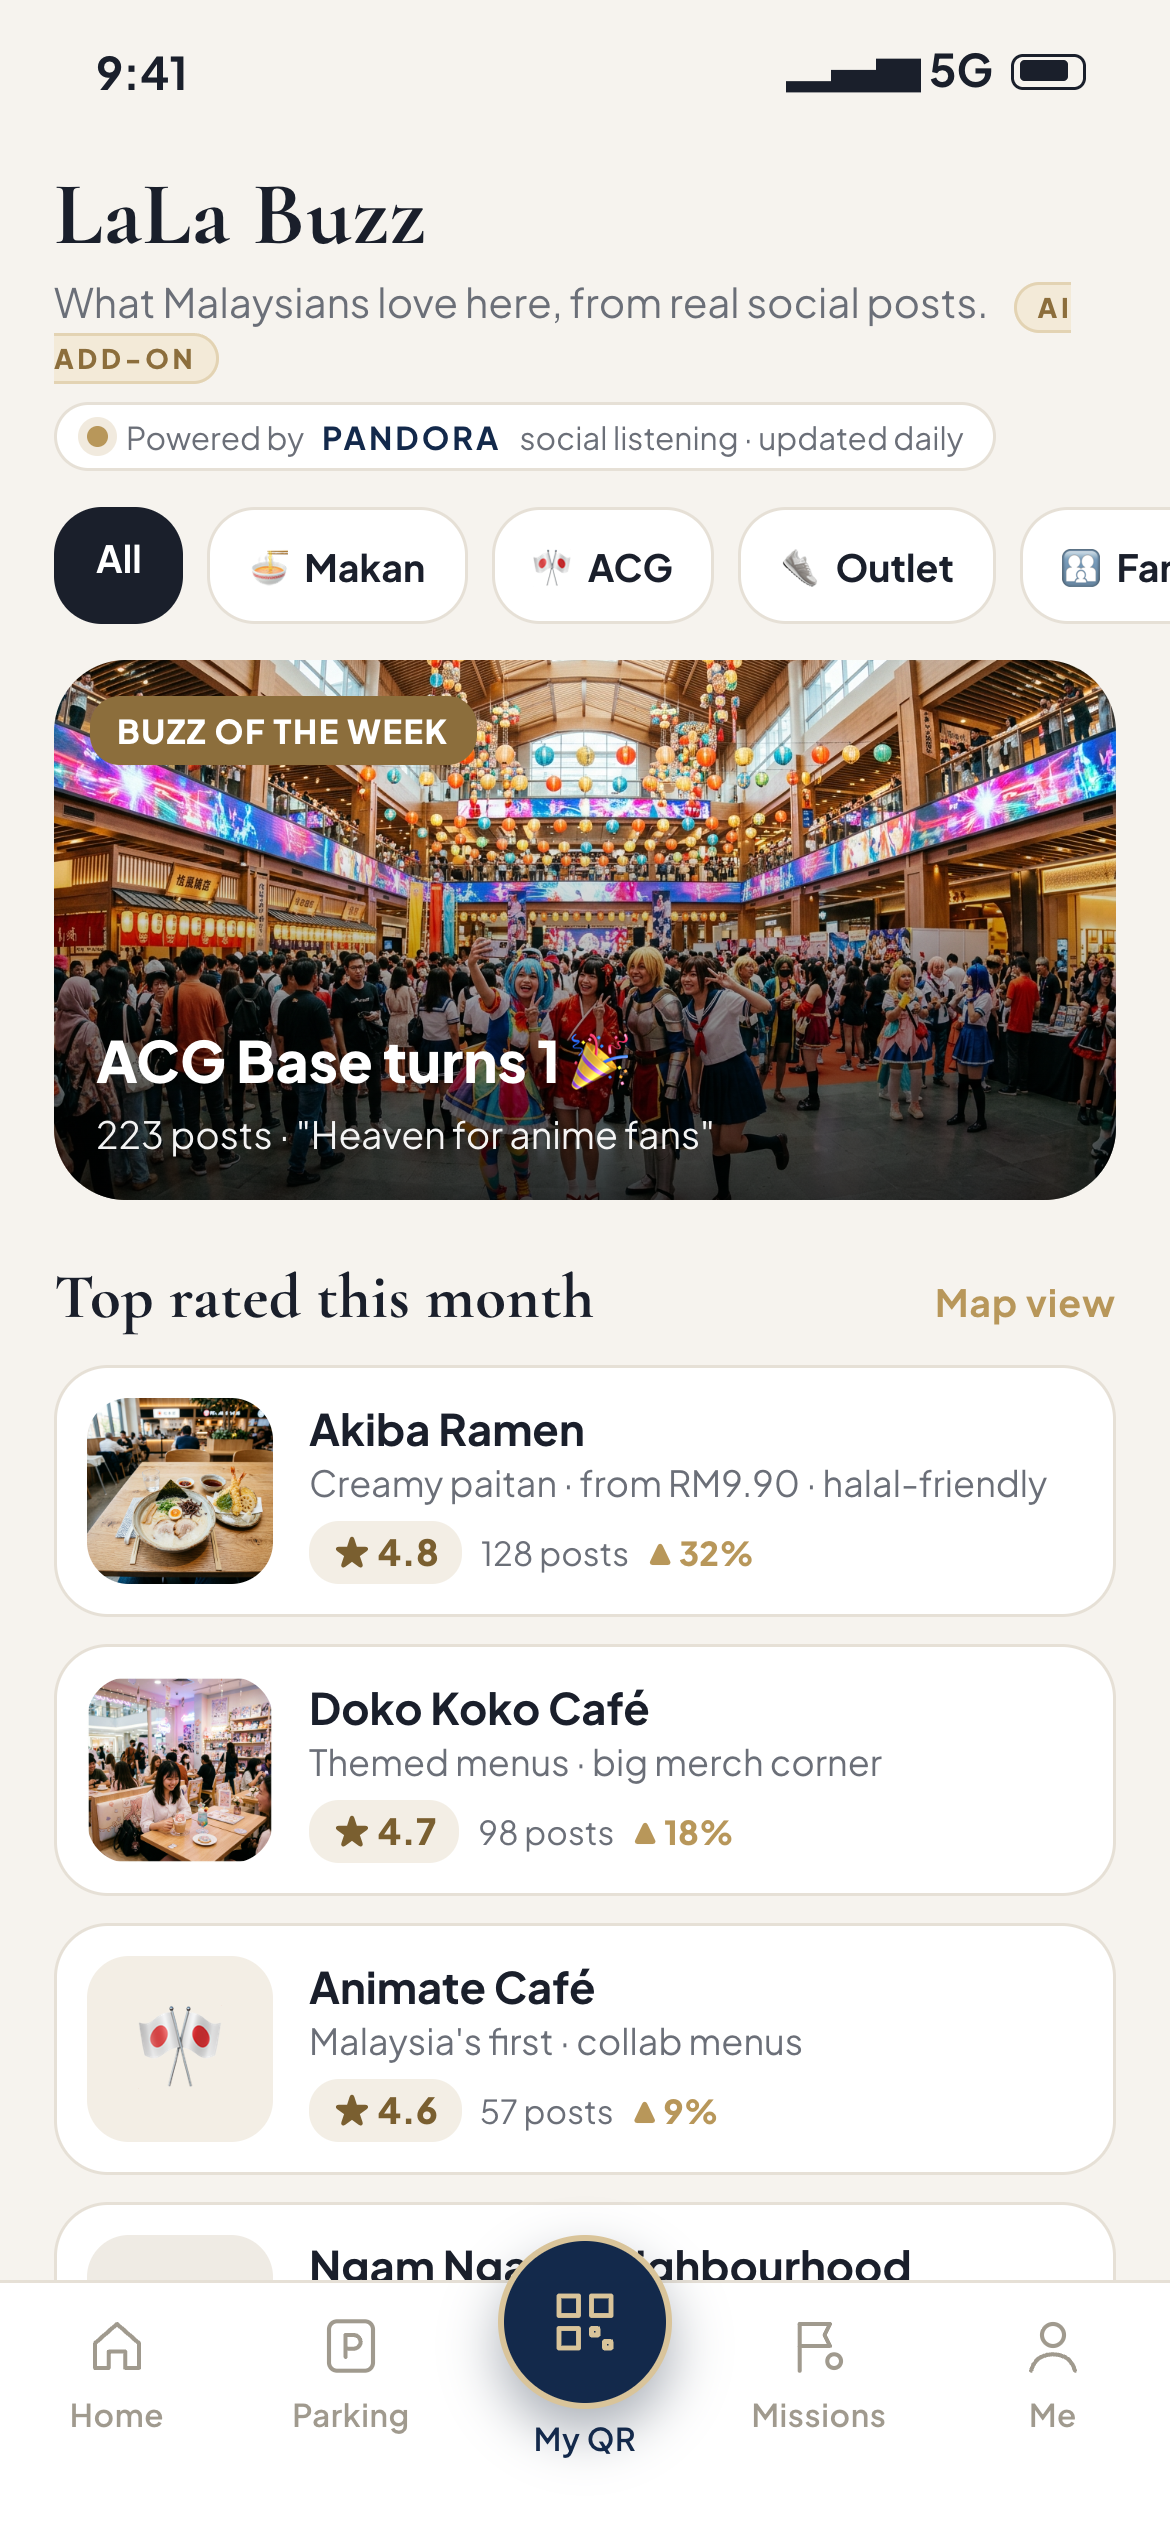 9:41
5G
LaLa Buzz
What Malaysians love here, from real social posts. AI
ADD-ON
Powered by PANDORA social listening · updated daily
All
Makan
ACG
Outlet
Far
BUZZ OF THE WEEK
ACG Base turns 1 🎉
223 posts · "Heaven for anime fans"
Top rated this month
Map view
Akiba Ramen
Creamy paitan · from RM9.90 · halal-friendly
★ 4.8 128 posts ▲ 32%
Doko Koko Café
Themed menus · big merch corner
★ 4.7 98 posts ▲ 18%
Animate Café
Malaysia's first · collab menus
★ 4.6 57 posts ▲ 9%
Ngam
Home
Parking
My QR
Missions
Me